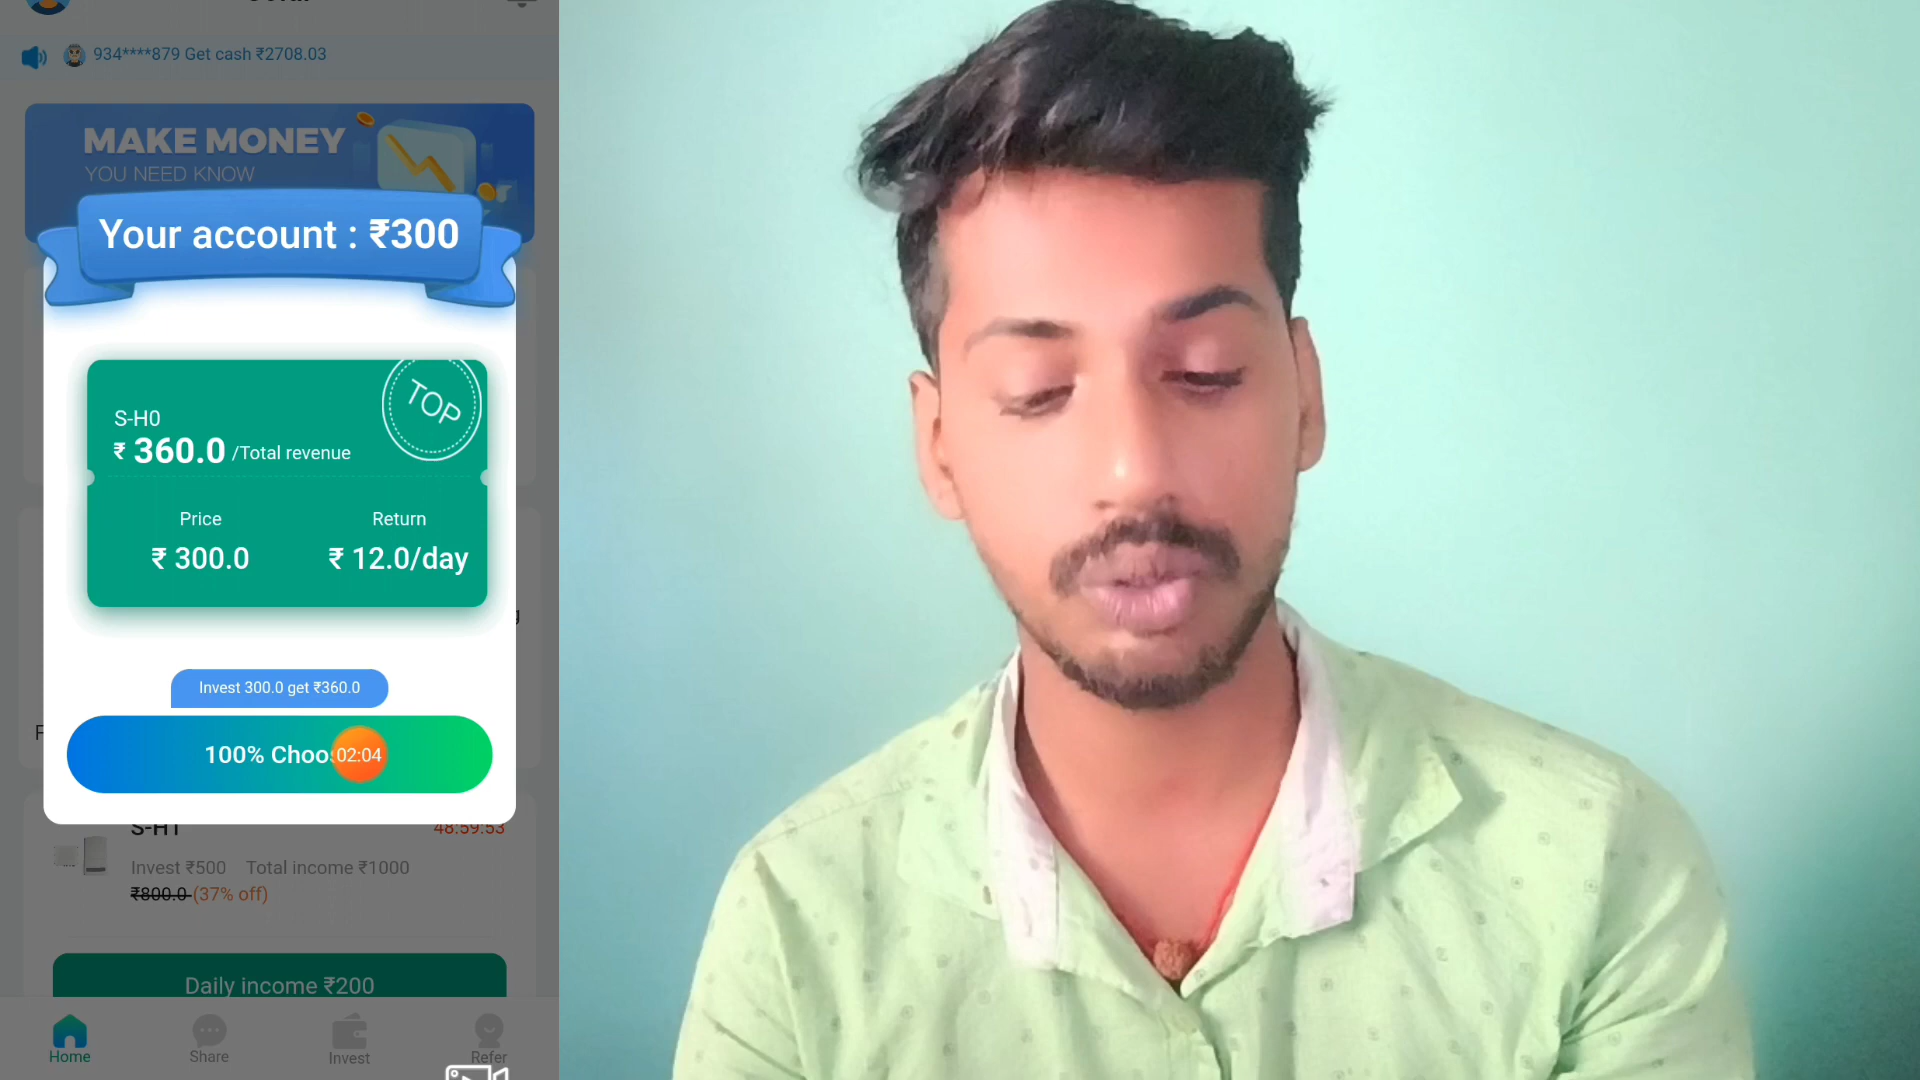 934****879 Get cash ₹2708.03
MAKE MONEY
YOU NEED KNOW
Your account : ₹300
TOP
S-H0
₹ 360.0 /Total revenue
Price
Return
₹ 300.0
₹ 12.0/day
Invest 300.0 get ₹360.0
100%
02:04
S-H1
48:59:53
Invest ₹500
Total income ₹1000
₹800.0 (37% off)
Daily income ₹200
Home
Share
Invest
Refer